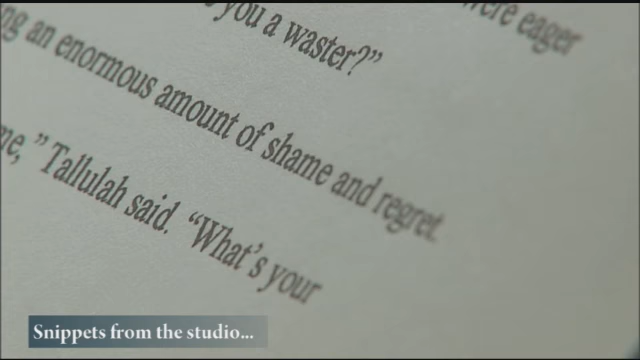 were eager
you a waster?”
ng an enormous amount of shame and regret.
me,” Tallulah said. “What’s your
Snippets from the studio...